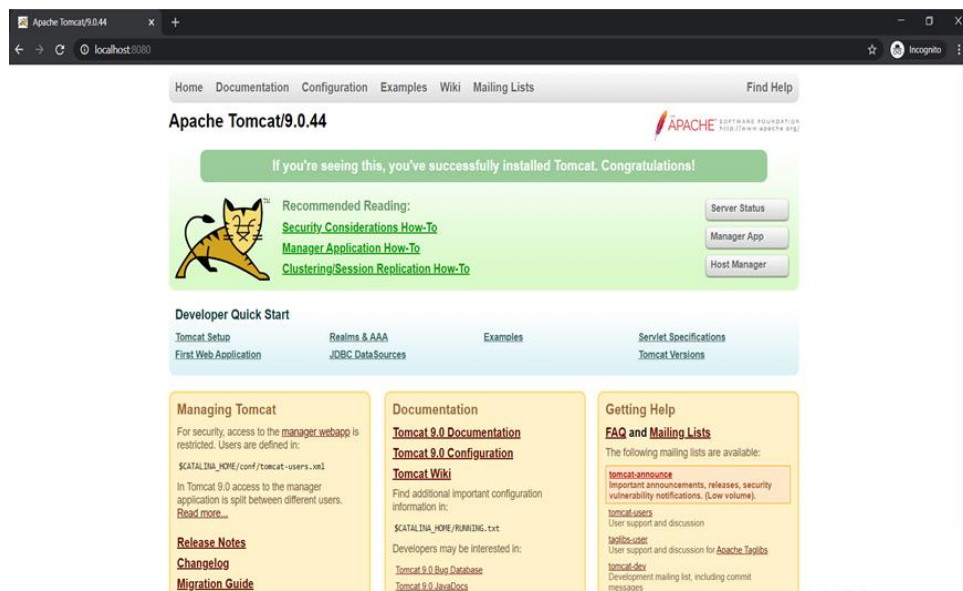 Apache Tomcat/9.0.44
localhost:8080
Incognito
Home Documentation Configuration Examples Wiki Mailing Lists Find Help
Apache Tomcat/9.0.44
APACHE
SOFTWARE FOUNDATION
http://www.apache.org/
If you're seeing this, you've successfully installed Tomcat. Congratulations!
TM
Recommended Reading:
Security Considerations How-To
Manager Application How-To
Clustering/Session Replication How-To
Server Status
Manager App
Host Manager
Developer Quick Start
Tomcat Setup
First Web Application
Realms & AAA
JDBC DataSources
Examples
Servlet Specifications
Tomcat Versions
Managing Tomcat
For security, access to the manager webapp is
restricted. Users are defined in:
$CATALINA_HOME/conf/tomcat-users.xml
In Tomcat 9.0 access to the manager
application is split between different users.
Read more...
Release Notes
Changelog
Migration Guide
Documentation
Tomcat 9.0 Documentation
Tomcat 9.0 Configuration
Tomcat Wiki
Find additional important configuration
information in:
$CATALINA_HOME/RUNNING.txt
Developers may be interested in:
Tomcat 9.0 Bug Database
Tomcat 9.0 JavaDocs
Getting Help
FAQ and Mailing Lists
The following mailing lists are available:
tomcat-announce
Important announcements, releases, security
vulnerability notifications. (Low volume).
tomcat-users
User support and discussion
taglibs-user
User support and discussion for Apache Taglibs
tomcat-dev
Development mailing list, including commit
messages